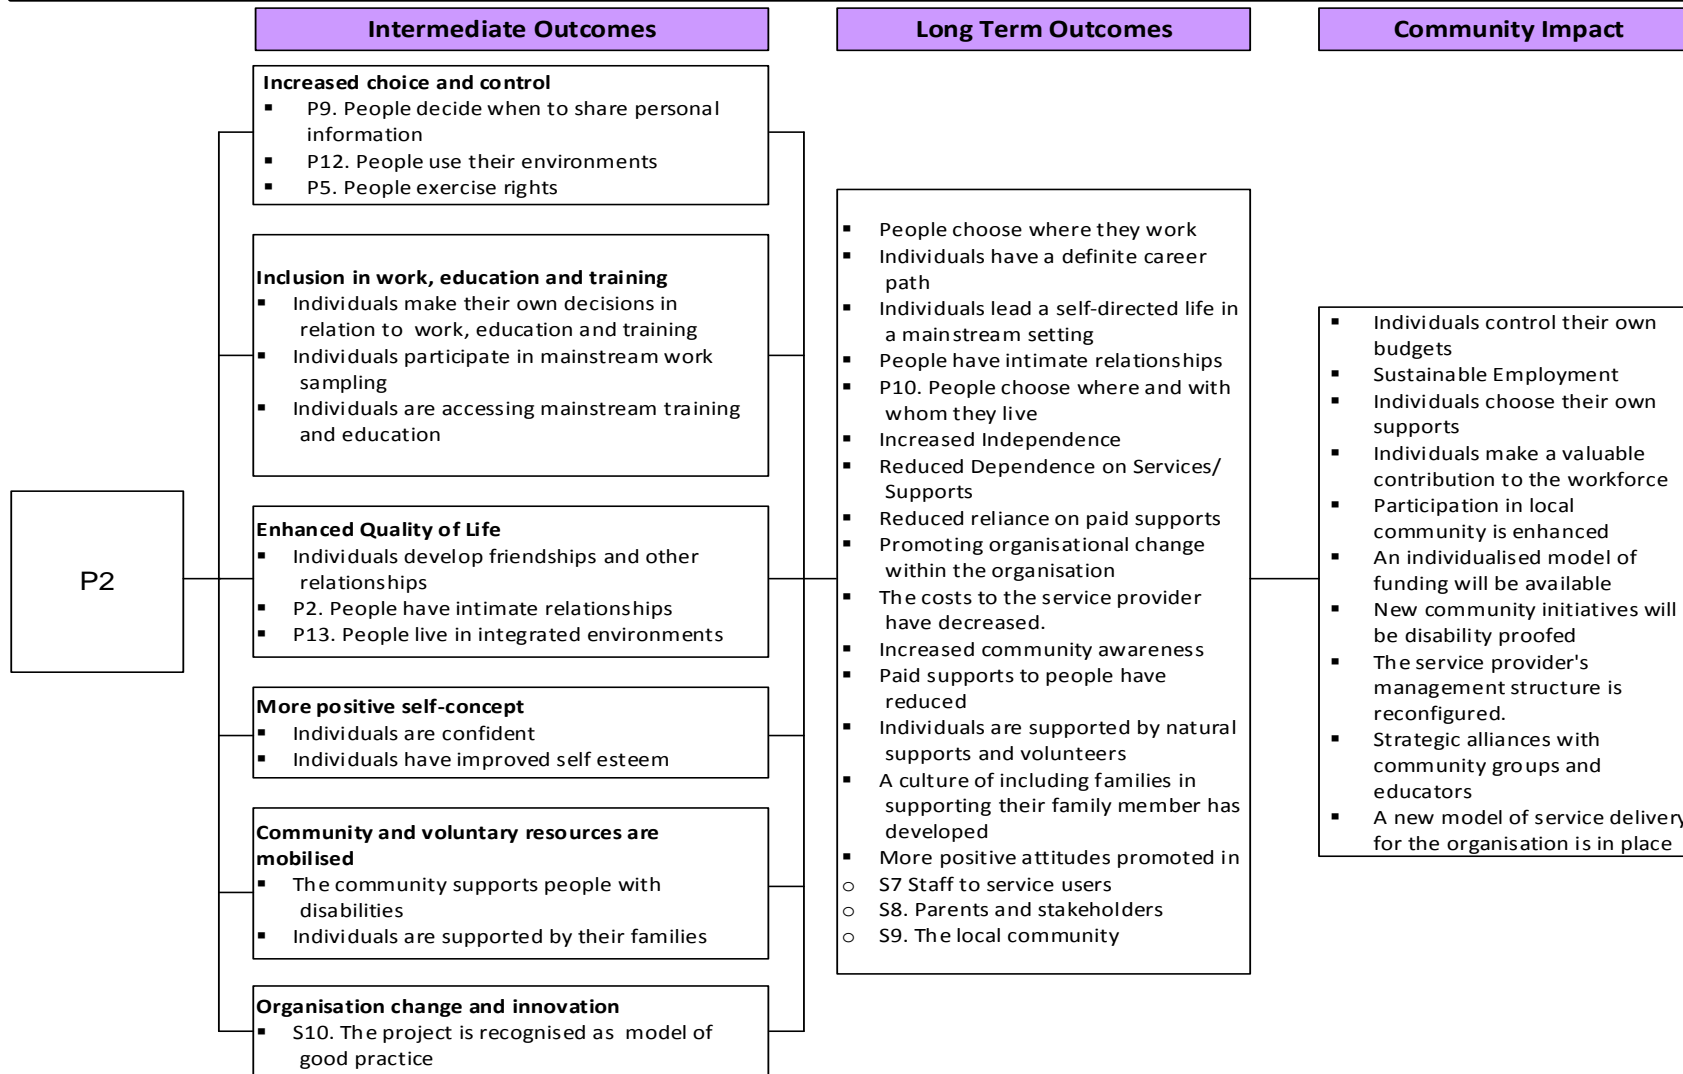 Intermediate Outcomes
Long Term Outcomes
Community Impact
P2
Increased choice and control
▪ P9. People decide when to share personal
information
▪ P12. People use their environments
▪ P5. People exercise rights
Inclusion in work, education and training
▪ Individuals make their own decisions in
relation to work, education and training
▪ Individuals participate in mainstream work
sampling
▪ Individuals are accessing mainstream training
and education
Enhanced Quality of Life
▪ Individuals develop friendships and other
relationships
▪ P2. People have intimate relationships
▪ P13. People live in integrated environments
More positive self-concept
▪ Individuals are confident
▪ Individuals have improved self esteem
Community and voluntary resources are
mobilised
▪ The community supports people with
disabilities
▪ Individuals are supported by their families
Organisation change and innovation
▪ S10. The project is recognised as model of
good practice
▪ People choose where they work
▪ Individuals have a definite career
path
▪ Individuals lead a self-directed life in
a mainstream setting
▪ People have intimate relationships
▪ P10. People choose where and with
whom they live
▪ Increased Independence
▪ Reduced Dependence on Services/
Supports
▪ Reduced reliance on paid supports
▪ Promoting organisational change
within the organisation
▪ The costs to the service provider
have decreased.
▪ Increased community awareness
▪ Paid supports to people have
reduced
▪ Individuals are supported by natural
supports and volunteers
▪ A culture of including families in
supporting their family member has
developed
▪ More positive attitudes promoted in
○ S7 Staff to service users
○ S8. Parents and stakeholders
○ S9. The local community
▪ Individuals control their own
budgets
▪ Sustainable Employment
▪ Individuals choose their own
supports
▪ Individuals make a valuable
contribution to the workforce
▪ Participation in local
community is enhanced
▪ An individualised model of
funding will be available
▪ New community initiatives will
be disability proofed
▪ The service provider's
management structure is
reconfigured.
▪ Strategic alliances with
community groups and
educators
▪ A new model of service delivery
for the organisation is in place